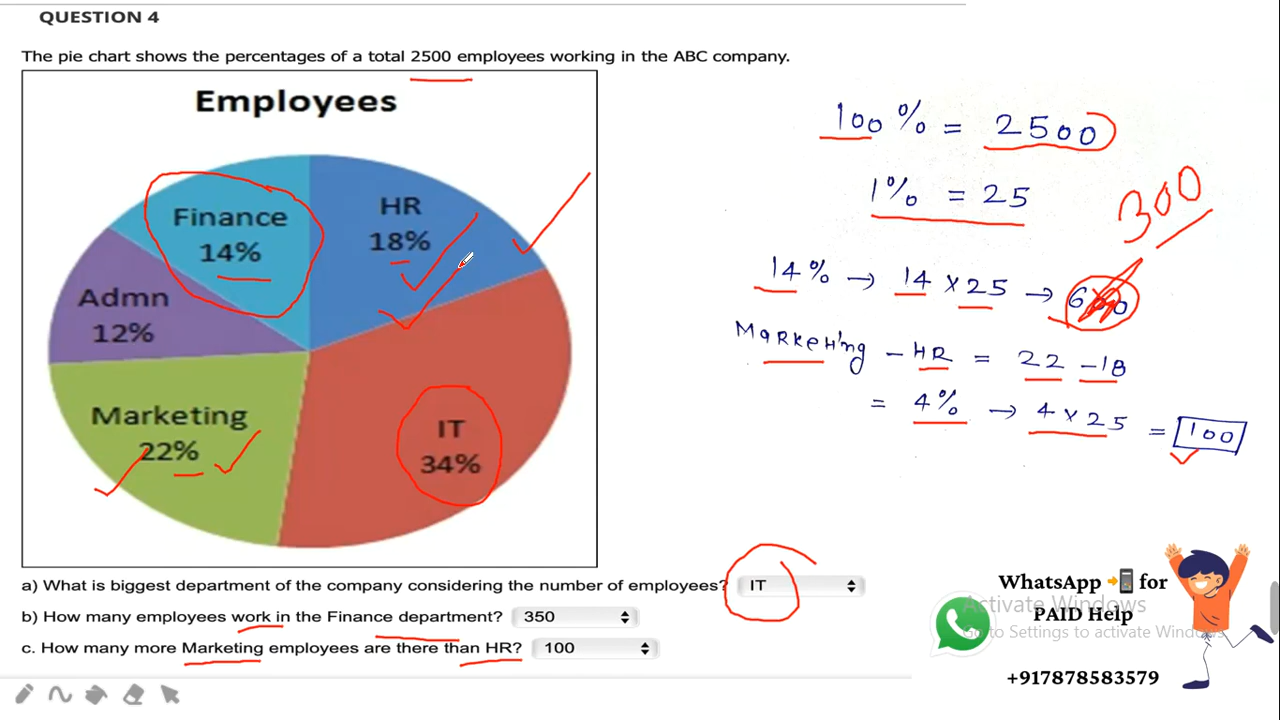 QUESTION 4
The pie chart shows the percentages of a total 2500 employees working in the ABC company.
Employees
Finance
14%
HR
18%
Admn
12%
Marketing
22%
IT
34%
100% = 2500
1% = 25
300
14% → 14 × 25 →
Marketing - HR = 22 - 18
= 4% → 4 × 25 = 100
a) What is biggest department of the company considering the number of employees? IT
b) How many employees work in the Finance department? 350
c. How many more Marketing employees are there than HR? 100
WhatsApp for
PAID Help
+917878583579
Activate Windows
Go to Settings to activate Windows